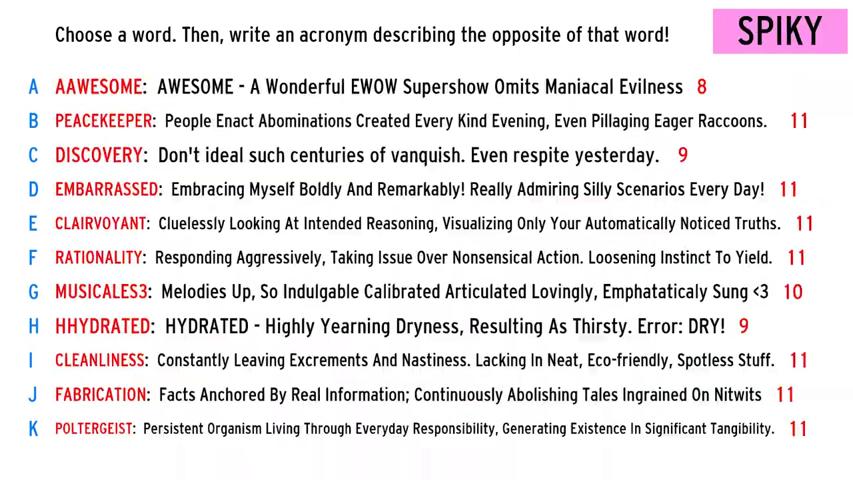 Choose a word. Then, write an acronym describing the opposite of that word!
SPIKY
A AAWESOME: AWESOME - A Wonderful EWOW Supershow Omits Maniacal Evilness 8
B PEACEKEEPER: People Enact Abominations Created Every Kind Evening, Even Pillaging Eager Raccoons. 11
C DISCOVERY: Don't ideal such centuries of vanquish. Even respite yesterday. 9
D EMBARRASSED: Embracing Myself Boldly And Remarkably! Really Admiring Silly Scenarios Every Day! 11
E CLAIRVOYANT: Cluelessly Looking At Intended Reasoning, Visualizing Only Your Automatically Noticed Truths. 11
F RATIONALITY: Responding Aggressively, Taking Issue Over Nonsensical Action. Loosening Instinct To Yield. 11
G MUSICALES3: Melodies Up, So Indulgable Calibrated Articulated Lovingly, Emphataticaly Sung <3 10
H HHYDRATED: HYDRATED - Highly Yearning Dryness, Resulting As Thirsty. Error: DRY! 9
I CLEANLINESS: Constantly Leaving Excrements And Nastiness. Lacking In Neat, Eco-friendly, Spotless Stuff. 11
J FABRICATION: Facts Anchored By Real Information; Continuously Abolishing Tales Ingrained On Nitwits 11
K POLTERGEIST: Persistent Organism Living Through Everyday Responsibility, Generating Existence In Significant Tangibility. 11